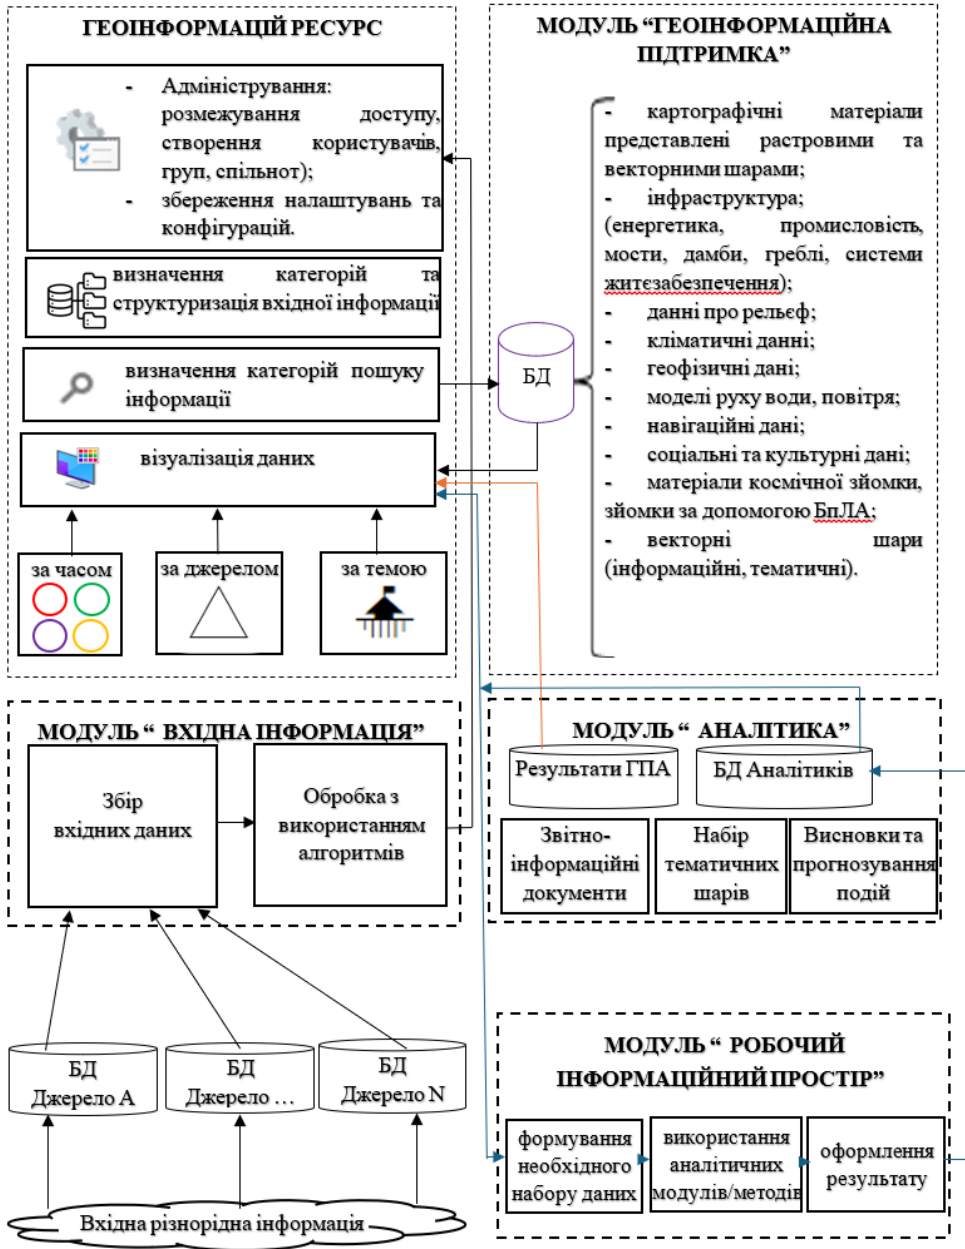 ГЕОІНФОРМАЦІЙ РЕСУРС
- Адміністрування:
розмежування доступу,
створення користувачів,
груп, спільнот);
- збереження налаштувань та
конфігурацій.
визначення категорій та
структуризація вхідної інформації
визначення категорій пошуку
інформації
візуалізація даних
за часом
за джерелом
за темою
МОДУЛЬ “ГЕОІНФОРМАЦІЙНА
ПІДТРИМКА”
- картографічні матеріали
представлені растровими та
векторними шарами;
- інфраструктура;
(енергетика, промисловість,
мости, дамби, греблі, системи
житєзабезпечення);
- данні про рельєф;
- кліматичні данні;
- геофізичні дані;
- моделі руху води, повітря;
- навігаційні дані;
- соціальні та культурні дані;
- матеріали космічної зйомки,
зйомки за допомогою БпЛА;
- векторні шари
(інформаційні, тематичні).
БД
МОДУЛЬ “ ВХІДНА ІНФОРМАЦІЯ”
Збір
вхідних даних
Обробка з
використанням
алгоритмів
БД
Джерело А
БД
Джерело …
БД
Джерело N
Вхідна різнорідна інформація
МОДУЛЬ “ АНАЛІТИКА”
Результати ГПА
БД Аналітиків
Звітно-
інформаційні
документи
Набір
тематичних
шарів
Висновки та
прогнозування
подій
МОДУЛЬ “ РОБОЧИЙ
ІНФОРМАЦІЙНИЙ ПРОСТІР”
формування
необхідного
набору даних
використання
аналітичних
модулів/методів
оформлення
результату